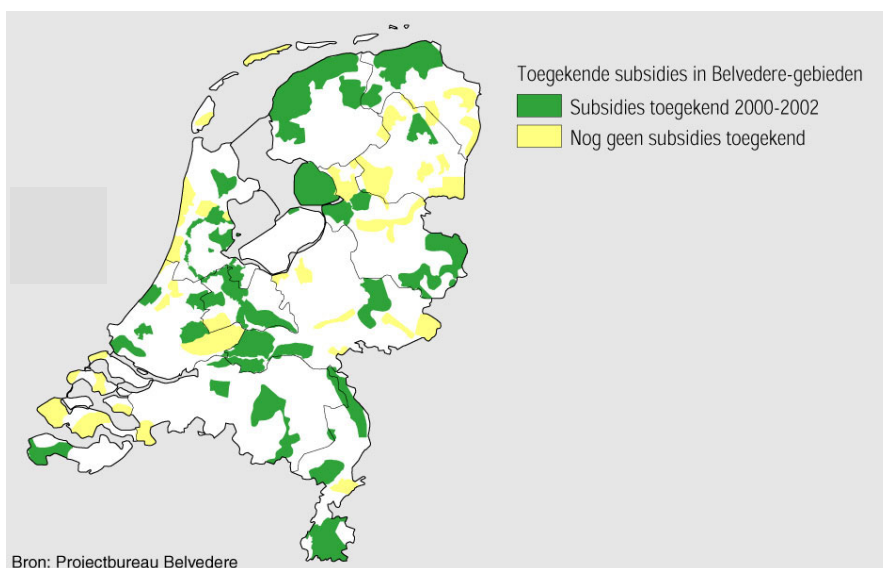 Toegekende subsidies in Belvedere-gebieden
Subsidies toegekend 2000-2002
Nog geen subsidies toegekend
Bron: Projectbureau Belvedere